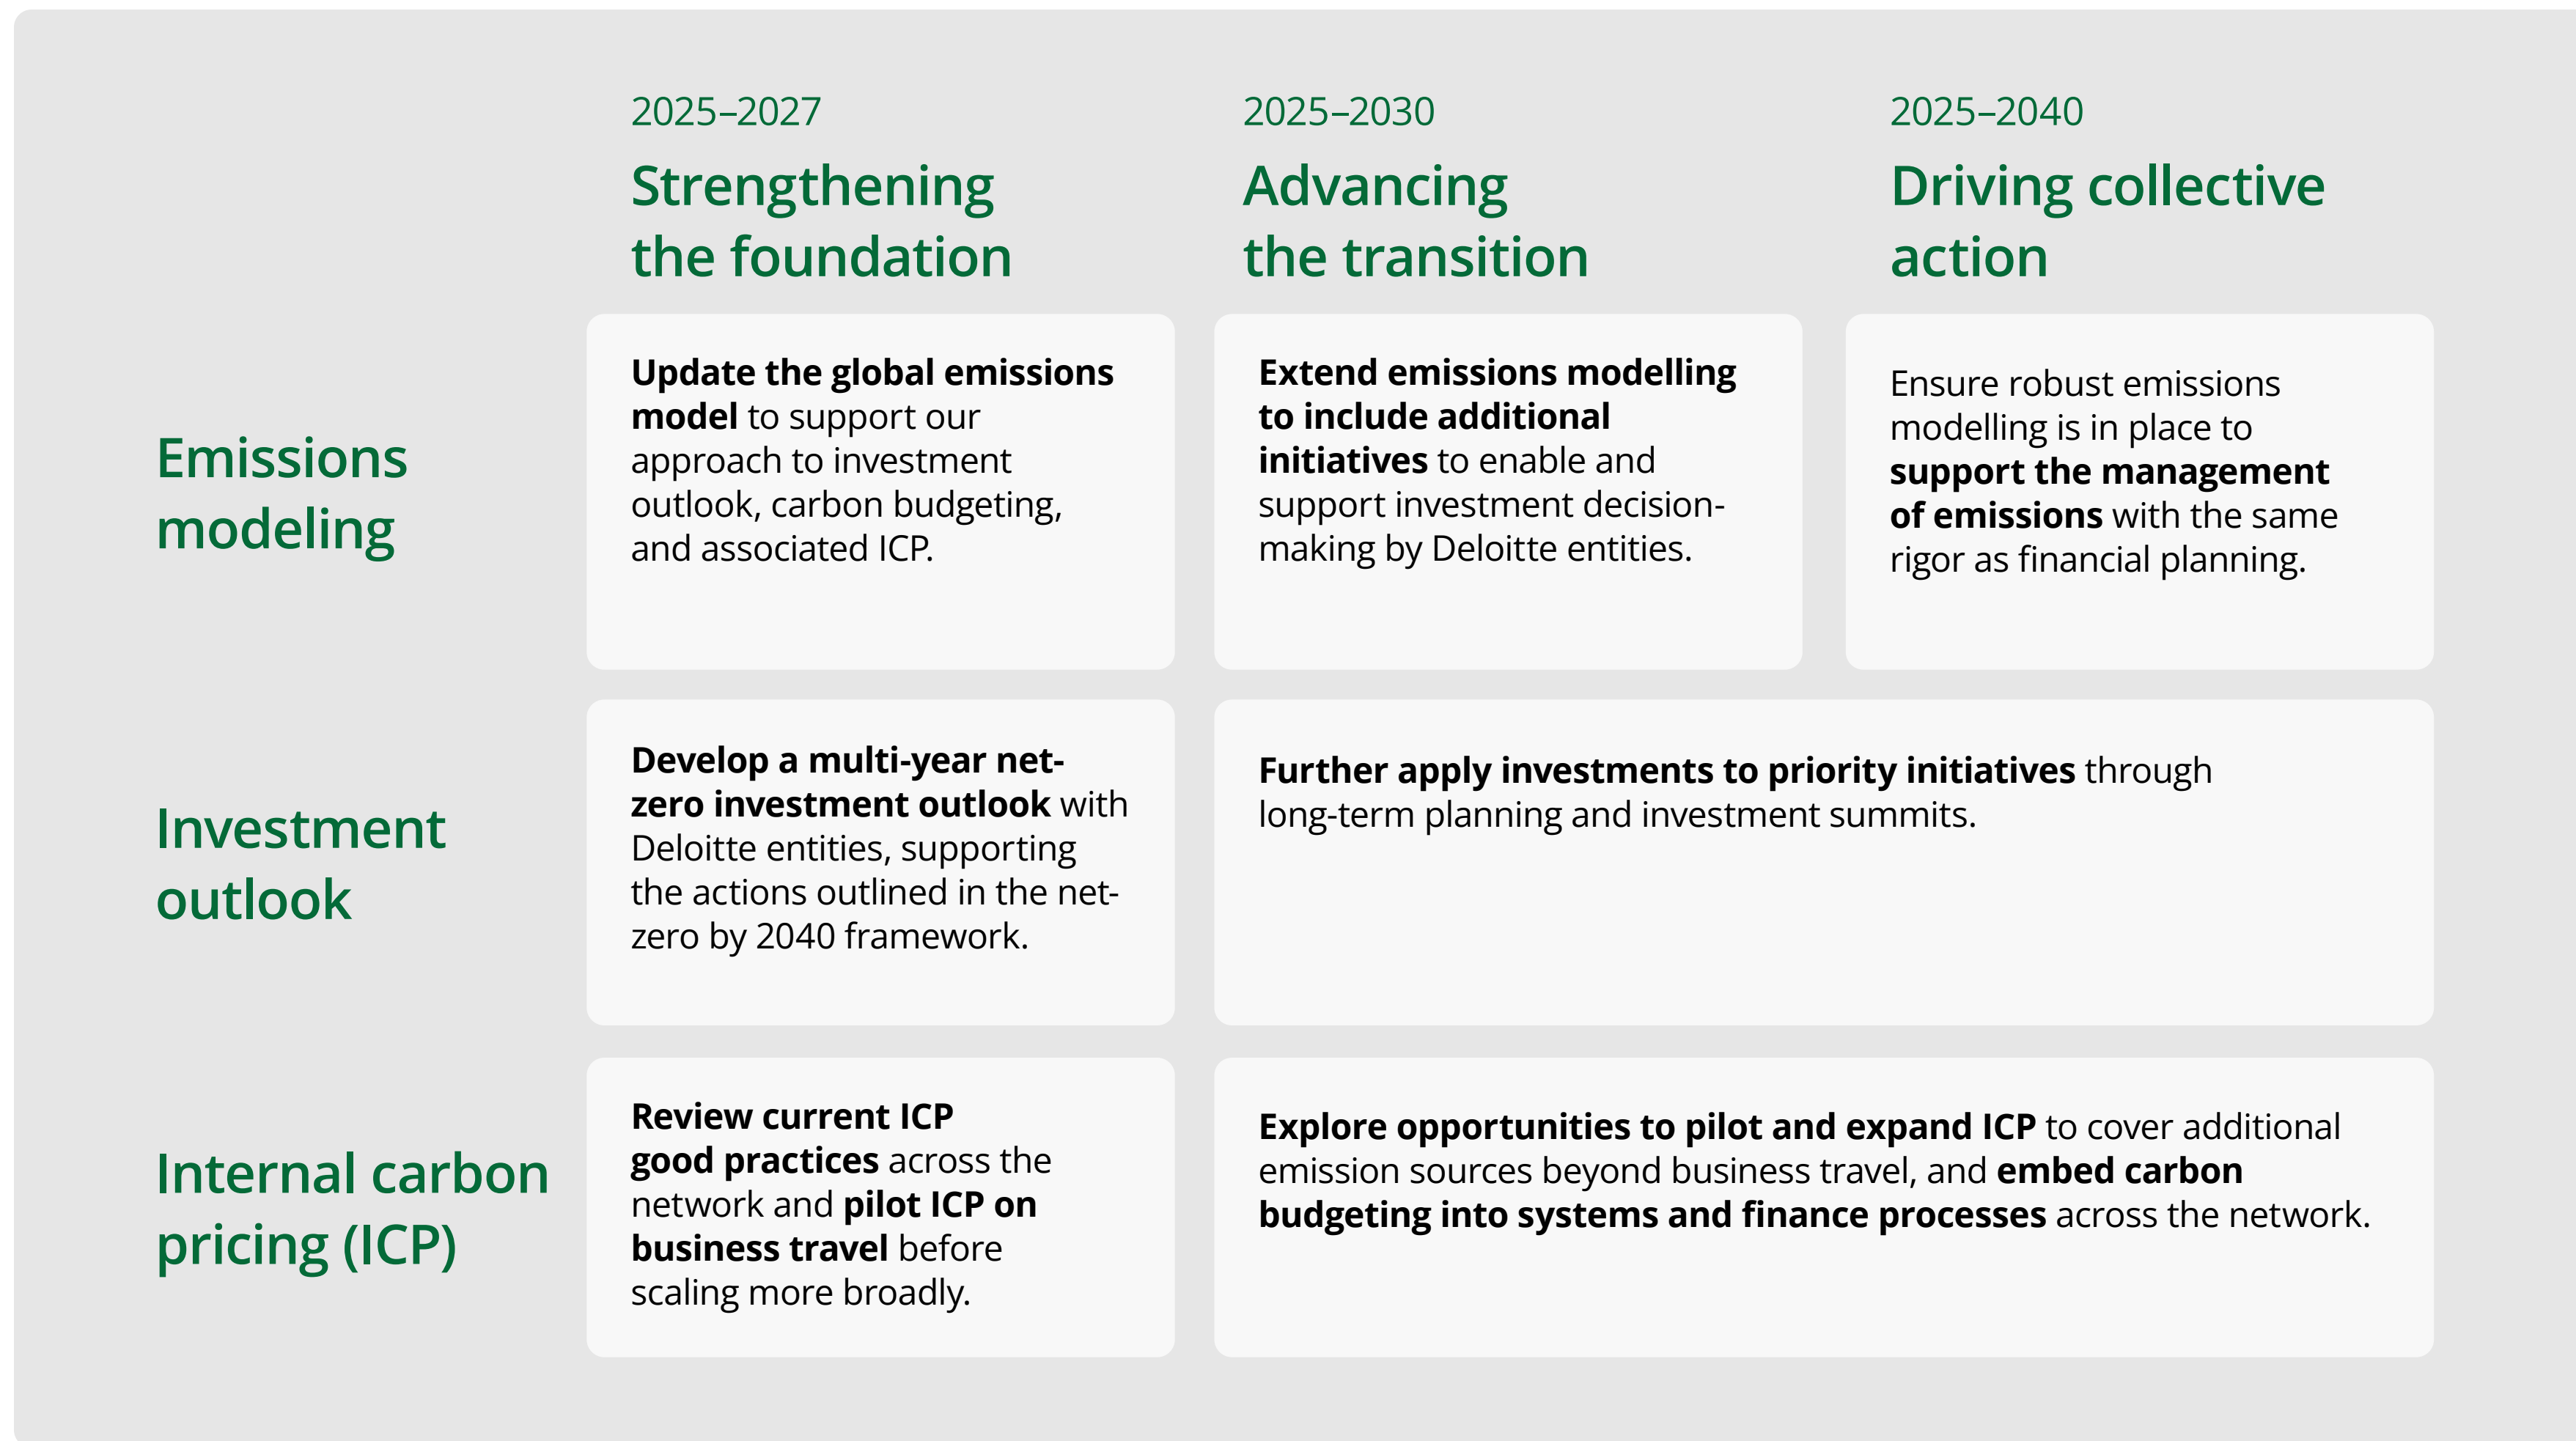 2025–2027
Strengthening
the foundation
2025–2030
Advancing
the transition
2025–2040
Driving collective
action
Emissions
modeling
Update the global emissions
model to support our
approach to investment
outlook, carbon budgeting,
and associated ICP.
Extend emissions modelling
to include additional
initiatives to enable and
support investment decision-
making by Deloitte entities.
Ensure robust emissions
modelling is in place to
support the management
of emissions with the same
rigor as financial planning.
Investment
outlook
Develop a multi-year net-
zero investment outlook with
Deloitte entities, supporting
the actions outlined in the net-
zero by 2040 framework.
Further apply investments to priority initiatives through
long-term planning and investment summits.
Internal carbon
pricing (ICP)
Review current ICP
good practices across the
network and pilot ICP on
business travel before
scaling more broadly.
Explore opportunities to pilot and expand ICP to cover additional
emission sources beyond business travel, and embed carbon
budgeting into systems and finance processes across the network.